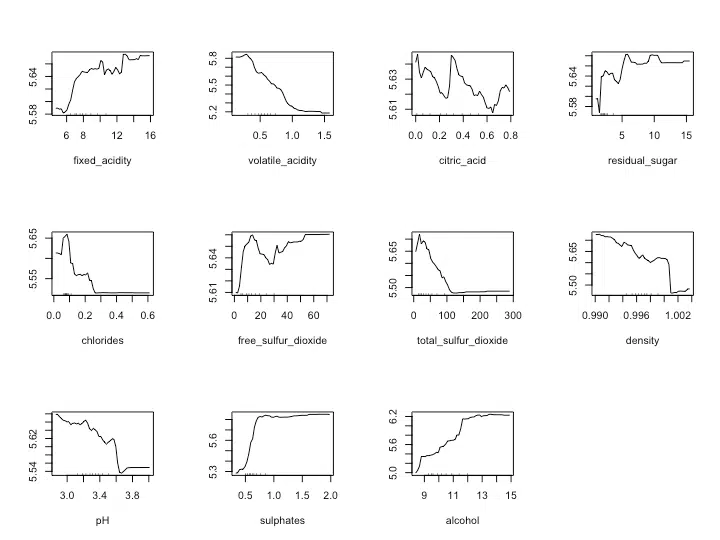 5.58 5.64
6 8 12 16
fixed_acidity
5.2 5.5 5.8
0.5 1.0 1.5
volatile_acidity
5.61 5.63
0.0 0.2 0.4 0.6 0.8
citric_acid
5.58 5.64
5 10 15
residual_sugar
5.55 5.65
0.0 0.2 0.4 0.6
chlorides
5.61 5.64
0 20 40 60
free_sulfur_dioxide
5.50 5.65
0 100 200 300
total_sulfur_dioxide
5.50 5.65
0.990 0.996 1.002
density
5.54 5.62
3.0 3.4 3.8
pH
5.3 5.6
0.5 1.0 1.5 2.0
sulphates
5.0 5.6 6.2
9 11 13 15
alcohol